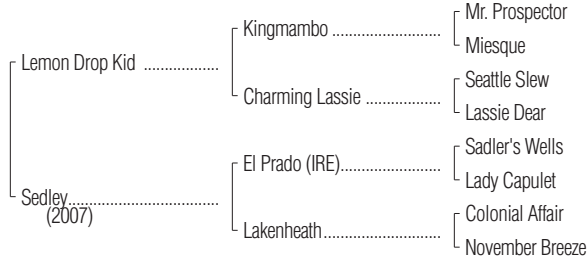 Mr. Prospector
Kingmambo ......................
Miesque
Lemon Drop Kid ...............
Seattle Slew
Charming Lassie ...............
Lassie Dear
Sadler's Wells
El Prado (IRE)....................
Lady Capulet
Sedley..............................
(2007)
Colonial Affair
Lakenheath........................
November Breeze